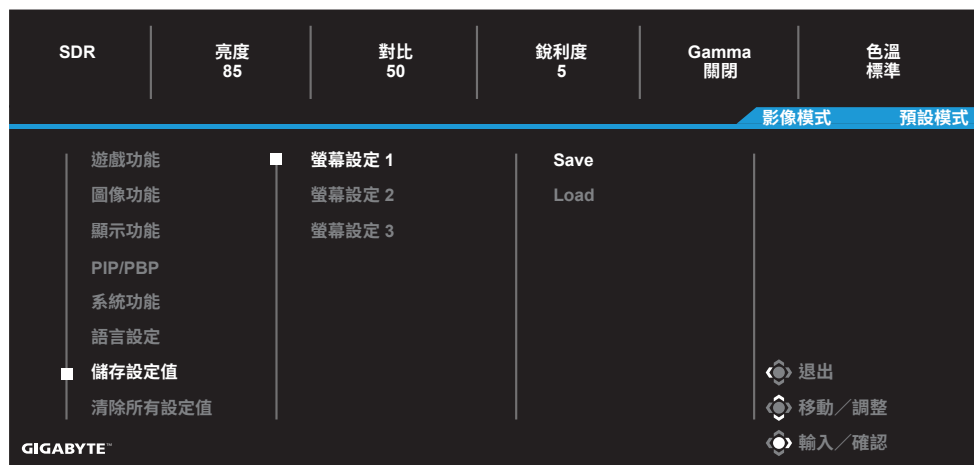 SDR
亮度
85
對比
50
銳利度
5
Gamma
關閉
色溫
標準
影像模式 預設模式
遊戲功能
圖像功能
顯示功能
PIP/PBP
系統功能
語言設定
儲存設定值
清除所有設定值
螢幕設定 1
螢幕設定 2
螢幕設定 3
Save
Load
退出
移動／調整
輸入／確認
GIGABYTE™